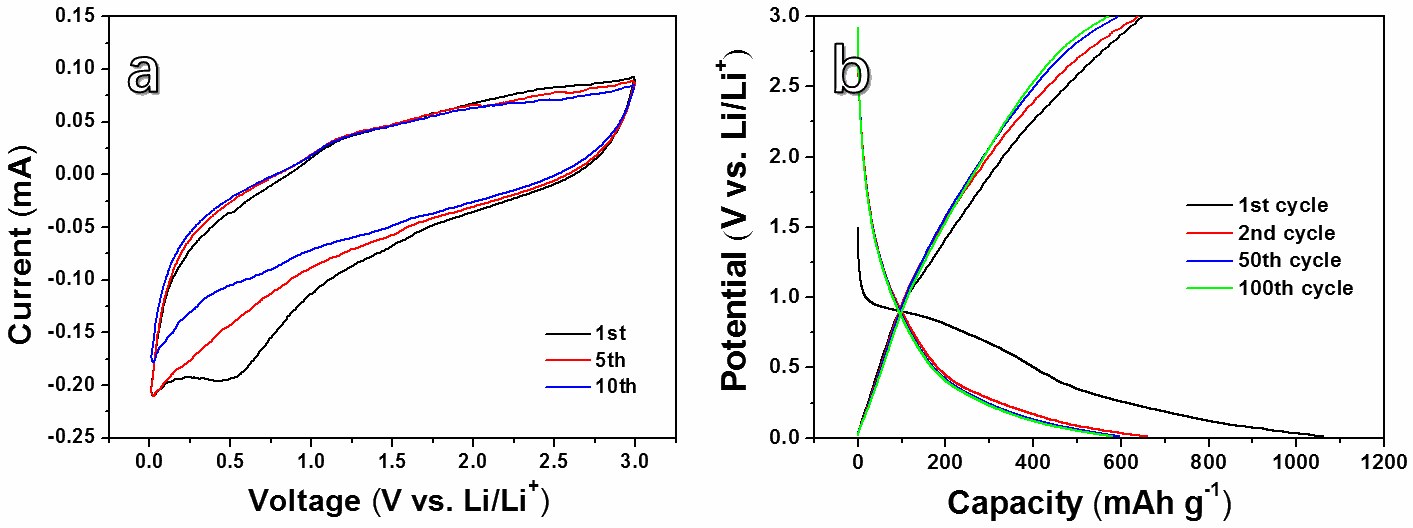 a
0.15
0.10
0.05
0.00
-0.05
-0.10
-0.15
-0.20
-0.25
Current (mA)
1st
5th
10th
0.0 0.5 1.0 1.5 2.0 2.5 3.0
Voltage (V vs. Li/Li⁺)
b
3.0
2.5
2.0
1.5
1.0
0.5
0.0
Potential (V vs. Li/Li⁺)
1st cycle
2nd cycle
50th cycle
100th cycle
0 200 400 600 800 1000 1200
Capacity (mAh g⁻¹)